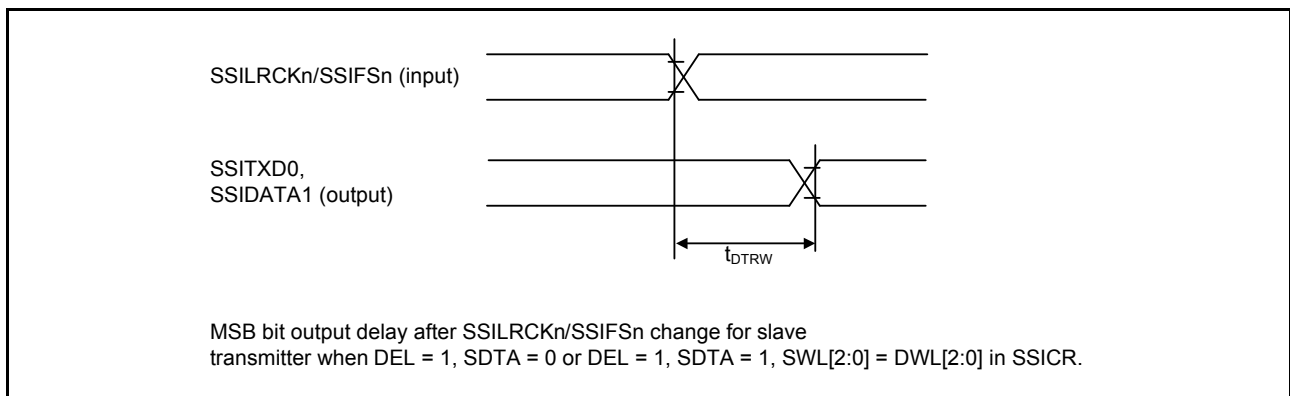 SSILRCKn/SSIFSn (input)
SSITXD0,
SSIDATA1 (output)
tDTRW
MSB bit output delay after SSILRCKn/SSIFSn change for slave
transmitter when DEL = 1, SDTA = 0 or DEL = 1, SDTA = 1, SWL[2:0] = DWL[2:0] in SSICR.